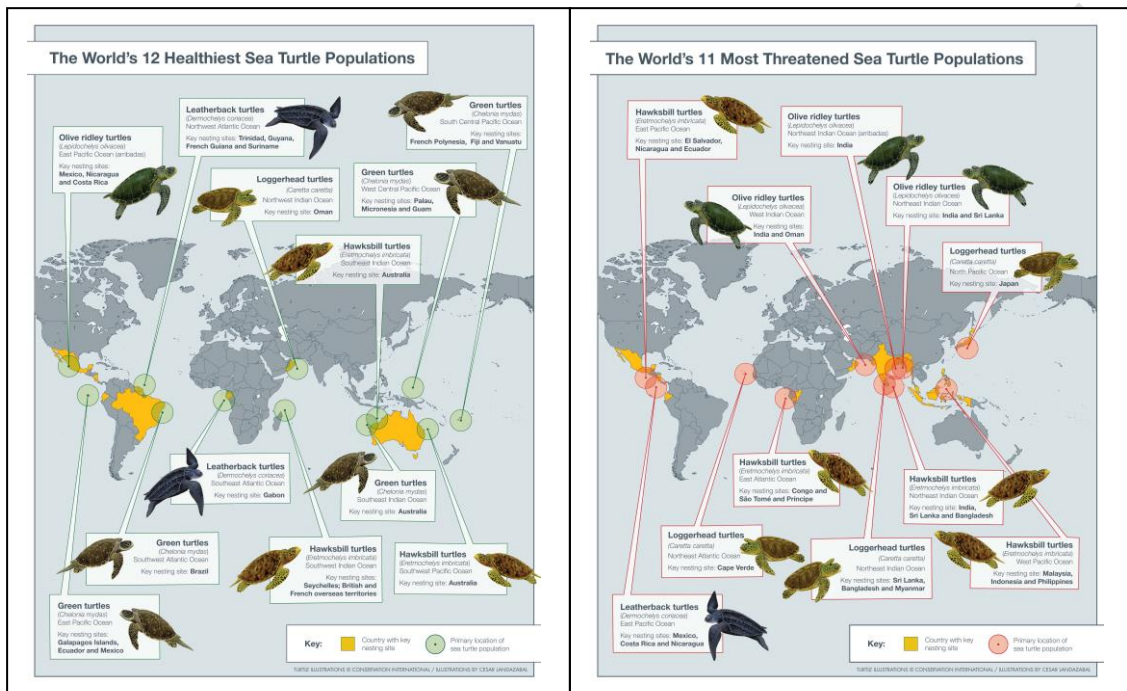 The World's 12 Healthiest Sea Turtle Populations
Leatherback turtles
(Dermochelys coriacea)
Northwest Atlantic Ocean
Key nesting sites: Trinidad, Guyana,
French Guiana and Suriname
Green turtles
(Chelonia mydas)
South Central Pacific Ocean
Key nesting sites:
French Polynesia, Fiji and Vanuatu
Olive ridley turtles
(Lepidochelys olivacea)
East Pacific Ocean (arribadas)
Key nesting sites:
Mexico, Nicaragua
and Costa Rica
Loggerhead turtles
(Caretta caretta)
Northwest Indian Ocean
Key nesting site: Oman
Green turtles
(Chelonia mydas)
West Central Pacific Ocean
Key nesting sites: Palau,
Micronesia and Guam
Hawksbill turtles
(Eretmochelys imbricata)
Southeast Indian Ocean
Key nesting site: Australia
Leatherback turtles
(Dermochelys coriacea)
Southeast Atlantic Ocean
Key nesting site: Gabon
Green turtles
(Chelonia mydas)
Southeast Indian Ocean
Key nesting site: Australia
Green turtles
(Chelonia mydas)
Southwest Atlantic Ocean
Key nesting site: Brazil
Hawksbill turtles
(Eretmochelys imbricata)
Southwest Indian Ocean
Key nesting sites:
Seychelles; British and
French overseas territories
Hawksbill turtles
(Eretmochelys imbricata)
Southwest Pacific Ocean
Key nesting site: Australia
Green turtles
(Chelonia mydas)
East Pacific Ocean
Key nesting sites:
Galapagos Islands,
Ecuador and Mexico
Key:
Country with key
nesting site
Primary location of
sea turtle population
TURTLE ILLUSTRATIONS © CONSERVATION INTERNATIONAL / ILLUSTRATIONS BY CESAR LANDAZABAL
The World's 11 Most Threatened Sea Turtle Populations
Hawksbill turtles
(Eretmochelys imbricata)
East Pacific Ocean
Key nesting sites: El Salvador,
Nicaragua and Ecuador
Olive ridley turtles
(Lepidochelys olivacea)
Northeast Indian Ocean (arribadas)
Key nesting site:
India
Olive ridley turtles
(Lepidochelys olivacea)
West Indian Ocean
Key nesting sites:
India and Oman
Olive ridley turtles
(Lepidochelys olivacea)
Northeast Indian Ocean
Key nesting site:
India and Sri Lanka
Loggerhead turtles
(Caretta caretta)
North Pacific Ocean
Key nesting site: Japan
Hawksbill turtles
(Eretmochelys imbricata)
East Atlantic Ocean
Key nesting sites: Congo and
São Tomé and Príncipe
Hawksbill turtles
(Eretmochelys imbricata)
Northeast Indian Ocean
Key nesting site: India,
Sri Lanka and Bangladesh
Loggerhead turtles
(Caretta caretta)
Northeast Atlantic Ocean
Key nesting site: Cape Verde
Loggerhead turtles
(Caretta caretta)
Northeast Indian Ocean
Key nesting sites: Sri Lanka,
Bangladesh and Myanmar
Hawksbill turtles
(Eretmochelys imbricata)
West Pacific Ocean
Key nesting site: Malaysia,
Indonesia and Philippines
Leatherback turtles
(Dermochelys coriacea)
East Pacific Ocean
Key nesting sites: Mexico,
Costa Rica and Nicaragua
Key:
Country with key
nesting site
Primary location of
sea turtle population
TURTLE ILLUSTRATIONS © CONSERVATION INTERNATIONAL / ILLUSTRATIONS BY CESAR LANDAZABAL